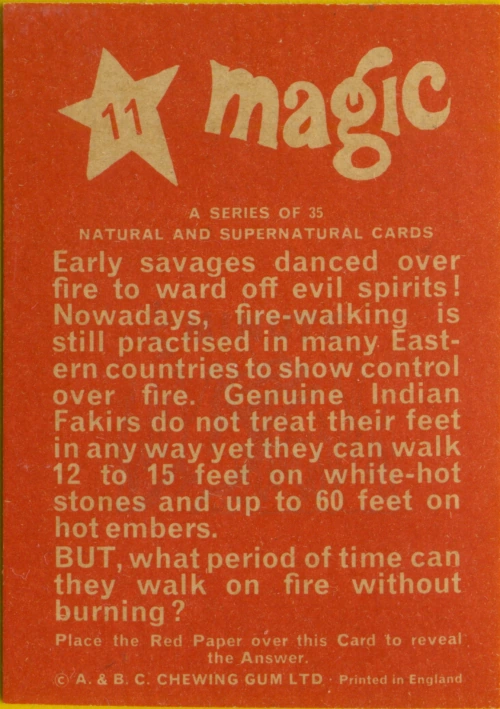 11
magic
A SERIES OF 35
NATURAL AND SUPERNATURAL CARDS
Early savages danced over
fire to ward off evil spirits!
Nowadays, fire-walking is
still practised in many East-
ern countries to show control
over fire. Genuine Indian
Fakirs do not treat their feet
in any way yet they can walk
12 to 15 feet on white-hot
stones and up to 60 feet on
hot embers.
BUT, what period of time can
they walk on fire without
burning?
Place the Red Paper over this Card to reveal
the Answer.
© A. & B. C. CHEWING GUM LTD · Printed in England